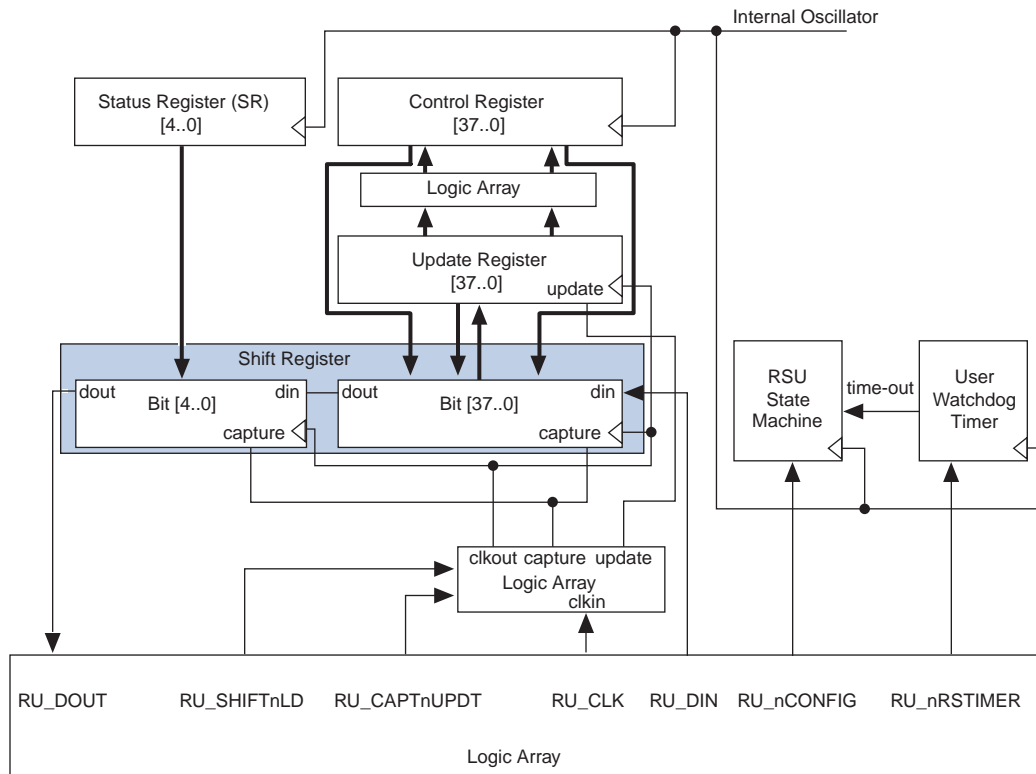 Internal Oscillator
Status Register (SR)
[4..0]
Control Register
[37..0]
Logic Array
Update Register
[37..0]
update
Shift Register
dout
din
Bit [4..0]
capture
dout
din
Bit [37..0]
capture
RSU
State
Machine
time-out
User
Watchdog
Timer
clkout capture update
Logic Array
clkin
RU_DOUT
RU_SHIFTnLD
RU_CAPTnUPDT
RU_CLK
RU_DIN
RU_nCONFIG
RU_nRSTIMER
Logic Array